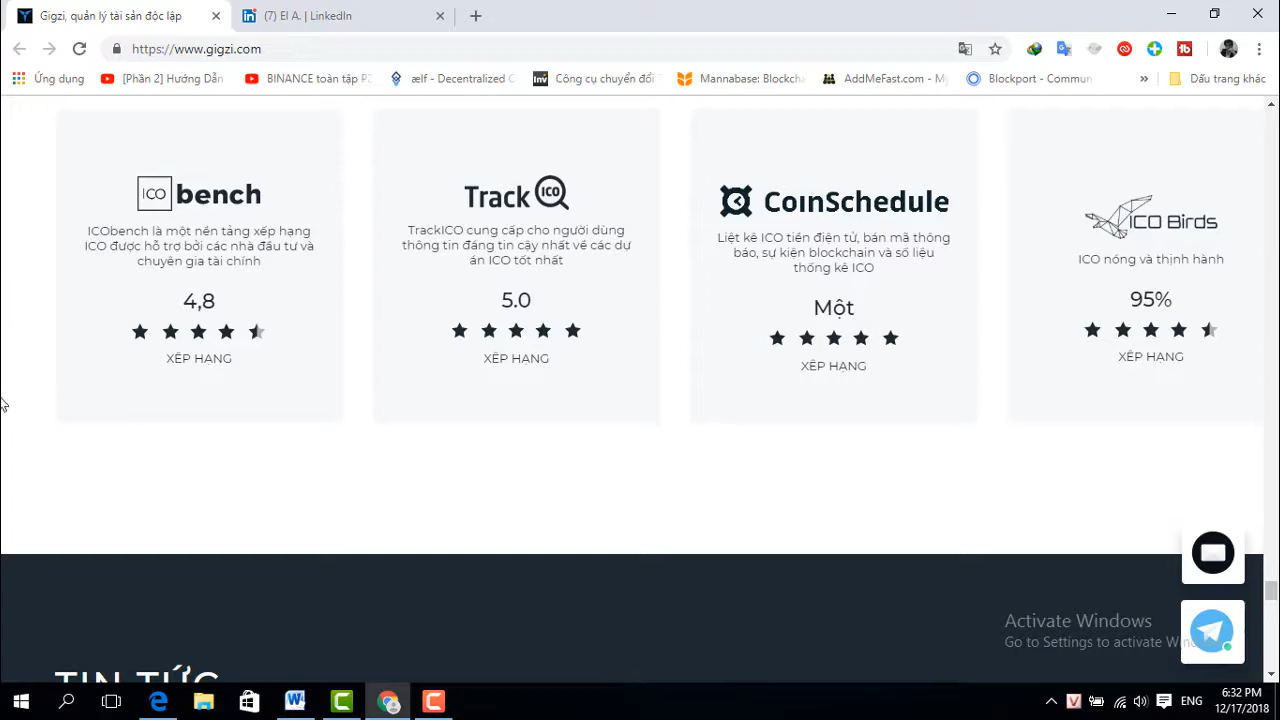 Gigzi, quản lý tài sản độc lập
(7) El A. | LinkedIn
https://www.gigzi.com
Ứng dụng
[Phần 2] Hướng Dẫn
BINANCE toàn tập P
ælf - Decentralized
Công cụ chuyển đổi
Mannabase: Blockcha
AddMeFast.com - My
Blockport - Commun
»
Dấu trang khác
ICO bench
ICObench là một nền tảng xếp hạng
ICO được hỗ trợ bởi các nhà đầu tư và
chuyên gia tài chính
4,8
XẾP HẠNG
Track ICO
TrackICO cung cấp cho người dùng
thông tin đáng tin cậy nhất về các dự
án ICO tốt nhất
5.0
XẾP HẠNG
CoinSchedule
Liệt kê ICO tiền điện tử, bán mã thông
báo, sự kiện blockchain và số liệu
thống kê ICO
Một
XẾP HẠNG
ICO Birds
ICO nóng và thịnh hành
95%
XẾP HẠNG
Activate Windows
Go to Settings to activate Win
TIN TỨC
ENG
6:32 PM
12/17/2018